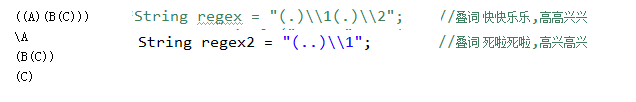 ((A)(B(C)))
\A
(B(C))
(C)
String regex = "(.)\\1(.)\\2"; //叠词 快快乐乐,高高兴兴
String regex2 = "(..)\\1"; //叠词 死啦死啦,高兴高兴